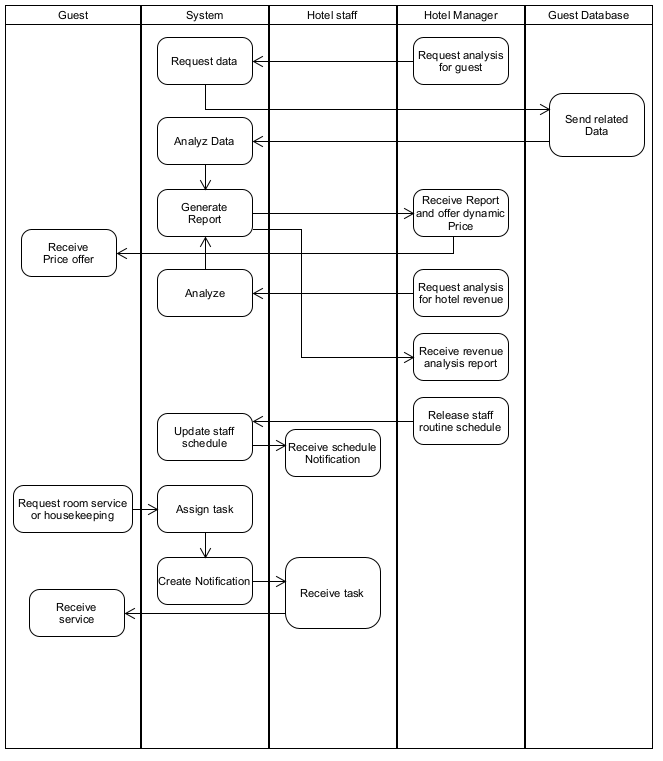 Guest
System
Hotel staff
Hotel Manager
Guest Database
Request data
Request analysis
for guest
Send related
Data
Analyz Data
Generate
Report
Receive Report
and offer dynamic
Price
Receive
Price offer
Analyze
Request analysis
for hotel revenue
Receive revenue
analysis report
Release staff
routine schedule
Update staff
schedule
Receive schedule
Notification
Request room service
or housekeeping
Assign task
Create Notification
Receive task
Receive
service